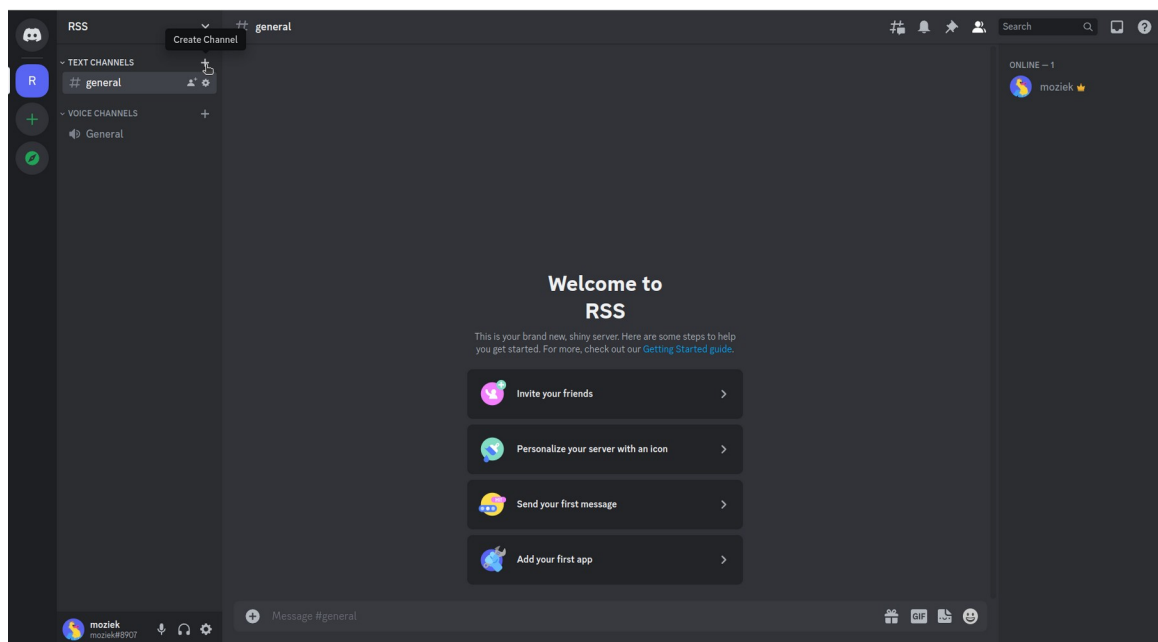 RSS
general
Search
Create Channel
TEXT CHANNELS
general
VOICE CHANNELS
General
R
ONLINE — 1
moziek
Welcome to
RSS
This is your brand new, shiny server. Here are some steps to help
you get started. For more, check out our Getting Started guide.
Invite your friends
Personalize your server with an icon
Send your first message
Add your first app
moziek
moziek#8907
Message #general
GIF